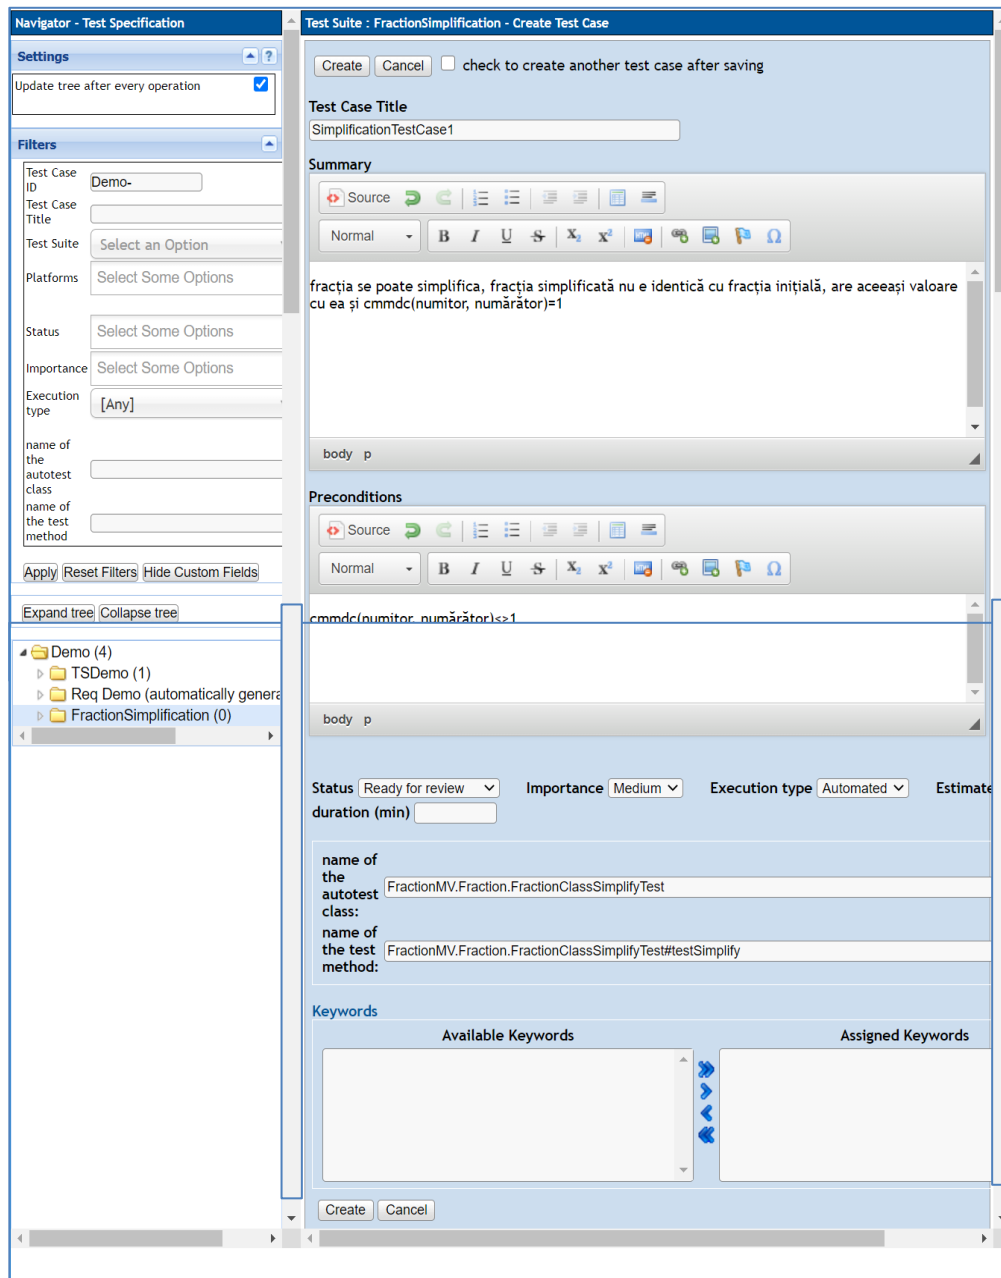 Navigator - Test Specification
Settings
?
Update tree after every operation
Filters
Test Case
ID
Demo-
Test Case
Title
Test Suite
Select an Option
Platforms
Select Some Options
Status
Select Some Options
Importance
Select Some Options
Execution
type
[Any]
name of
the
autotest
class
name of
the test
method
Apply Reset Filters Hide Custom Fields
Expand tree Collapse tree
Demo (4)
TSDemo (1)
Req Demo (automatically genera
FractionSimplification (0)
Test Suite : FractionSimplification - Create Test Case
Create Cancel check to create another test case after saving
Test Case Title
SimplificationTestCase1
Summary
Source
Normal B I U S X₂ x² Ω
fracția se poate simplifica, fracția simplificată nu e identică cu fracția inițială, are aceeași valoare
cu ea și cmmdc(numitor, numărător)=1
body p
Preconditions
Source
Normal B I U S X₂ x² Ω
cmmdc(numitor, numărător)<>1
body p
Status Ready for review Importance Medium Execution type Automated Estimate
duration (min)
name of
the
autotest
class:
FractionMV.Fraction.FractionClassSimplifyTest
name of
the test
method:
FractionMV.Fraction.FractionClassSimplifyTest#testSimplify
Keywords
Available Keywords Assigned Keywords
Create Cancel